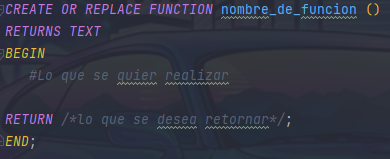 CREATE OR REPLACE FUNCTION nombre_de_funcion ()
RETURNS TEXT
BEGIN
#Lo que se quier realizar
RETURN /*lo que se desea retornar*/;
END;